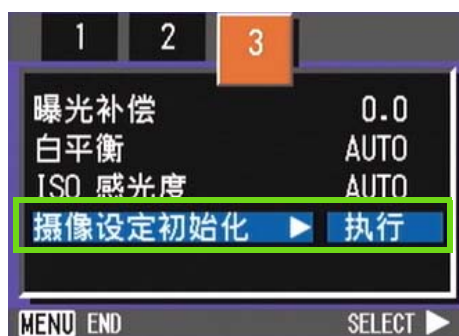 1 2 3
曝光补偿 0.0
白平衡 AUTO
ISO 感光度 AUTO
摄像设定初始化 ▶ 执行
MENU END SELECT ▶